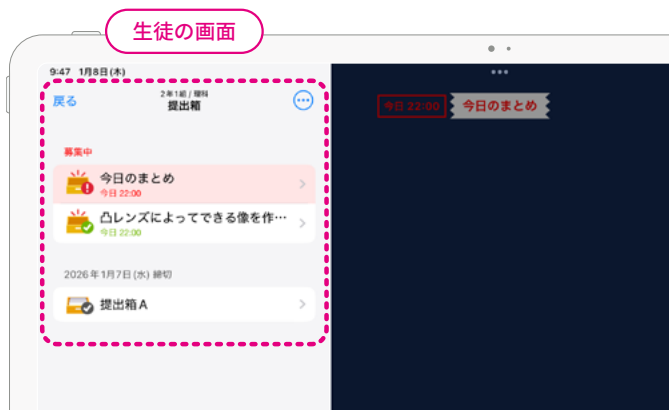 生徒の画面
9:47 1月8日(木)
戻る
2年1組 / 理科
提出箱
募集中
今日のまとめ
今日 22:00
凸レンズによってできる像を作…
今日 22:00
2026年1月7日(水) 締切
提出箱A
今日 22:00
今日のまとめ